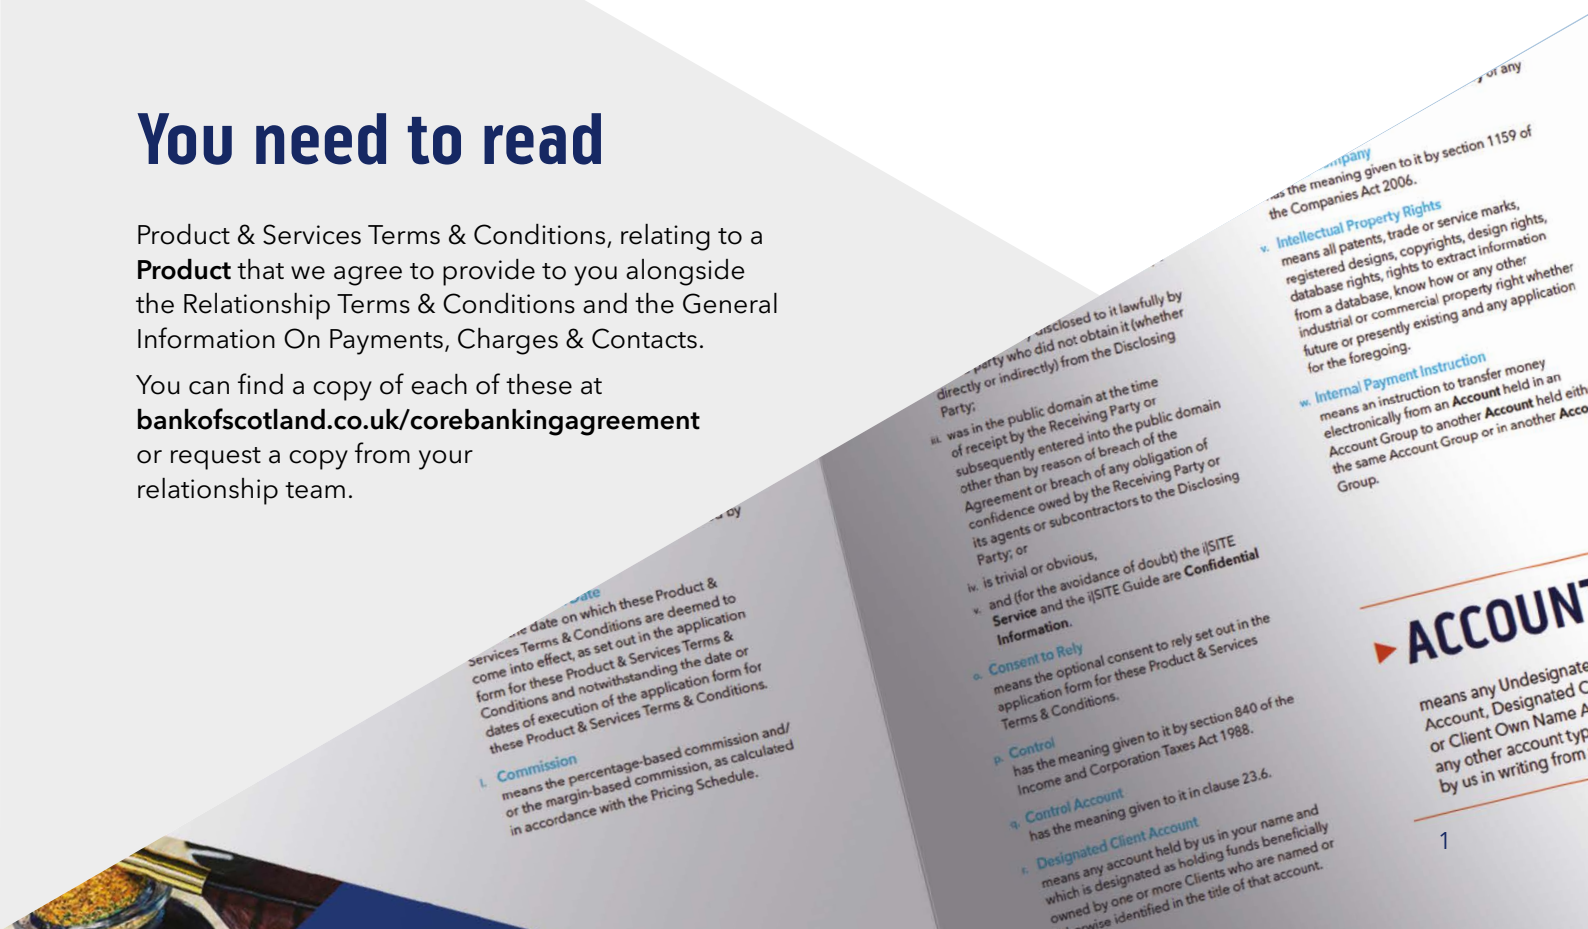 You need to read
Product & Services Terms & Conditions, relating to a
Product that we agree to provide to you alongside
the Relationship Terms & Conditions and the General
Information On Payments, Charges & Contacts.
You can find a copy of each of these at
bankofscotland.co.uk/corebankingagreement
or request a copy from your
relationship team.
by
Date
date on which these Product &
Services Terms & Conditions are deemed to
come into effect, as set out in the application
form for these Product & Services Terms &
Conditions and notwithstanding the date or
dates of execution of the application form for
these Product & Services Terms & Conditions.
l. Commission
means the percentage-based commission and/
or the margin-based commission, as calculated
in accordance with the Pricing Schedule.
disclosed to it lawfully by
party who did not obtain it (whether
directly or indirectly) from the Disclosing
Party;
iii. was in the public domain at the time
of receipt by the Receiving Party or
subsequently entered into the public domain
other than by reason of breach of the
Agreement or breach of any obligation of
confidence owed by the Receiving Party or
its agents or subcontractors to the Disclosing
Party; or
iv. is trivial or obvious,
v. and (for the avoidance of doubt) the i|SITE
Service and the i|SITE Guide are Confidential
Information.
o. Consent to Rely
means the optional consent to rely set out in the
application form for these Product & Services
Terms & Conditions.
p. Control
has the meaning given to it by section 840 of the
Income and Corporation Taxes Act 1988.
q. Control Account
has the meaning given to it in clause 23.6.
r. Designated Client Account
means any account held by us in your name and
which is designated as holding funds beneficially
owned by one or more Clients who are named or
identified in the title of that account.
of any
has the meaning given to it by section 1159 of
the Companies Act 2006.
v. Intellectual Property Rights
means all patents, trade or service marks,
registered designs, copyrights, design rights,
database rights, rights to extract information
from a database, know how or any other
industrial or commercial property right whether
future or presently existing and any application
for the foregoing.
w. Internal Payment Instruction
means an instruction to transfer money
electronically from an Account held in an
Account Group to another Account held eith
the same Account Group or in another Acco
Group.
ACCOUNT
means any Undesignate
Account, Designated C
or Client Own Name A
any other account typ
by us in writing from
1